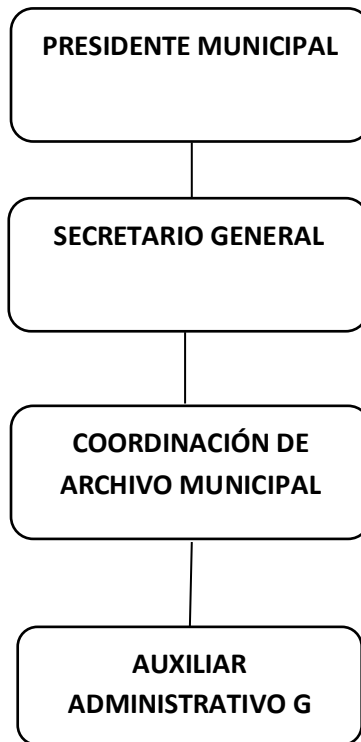 PRESIDENTE MUNICIPAL
SECRETARIO GENERAL
COORDINACIÓN DE
ARCHIVO MUNICIPAL
AUXILIAR
ADMINISTRATIVO G